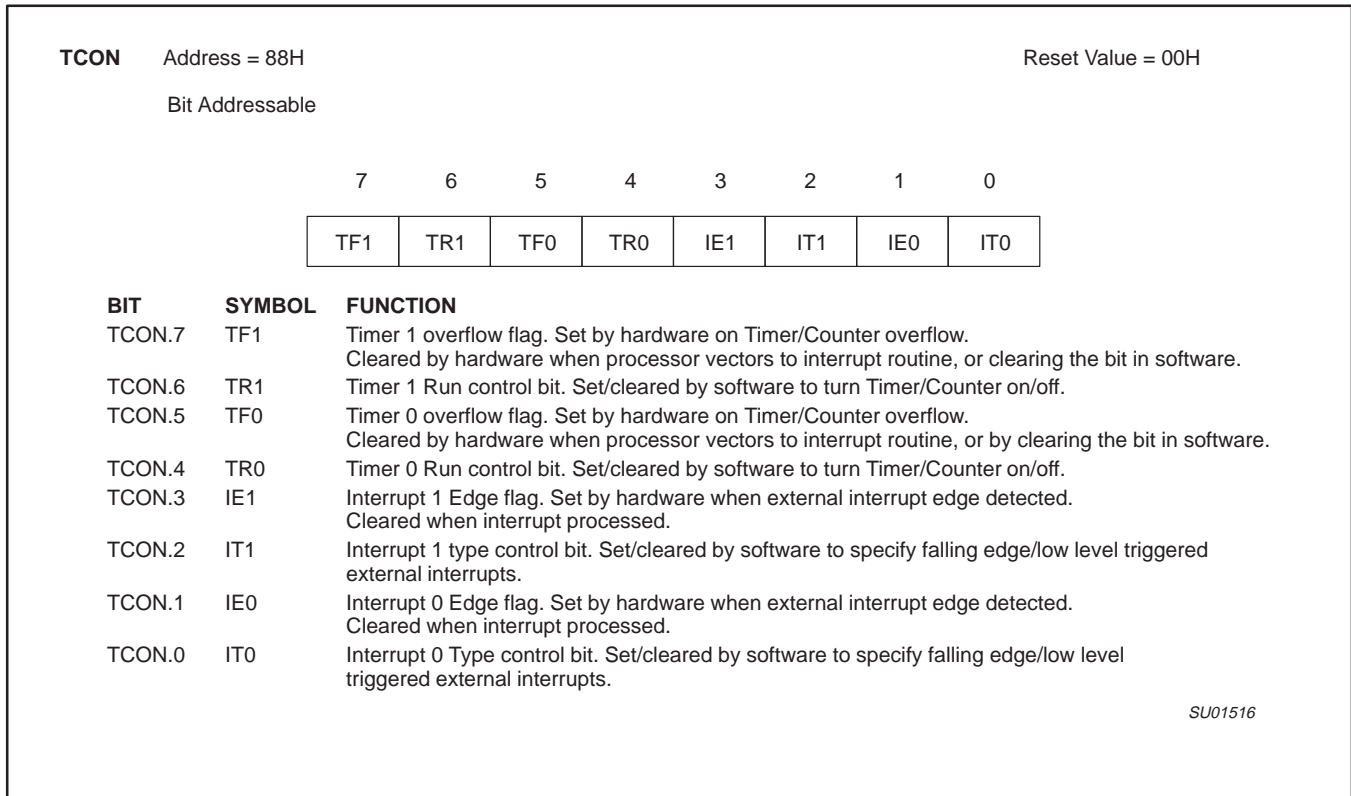 TCON Address = 88H Reset Value = 00H
Bit Addressable
7 6 5 4 3 2 1 0
TF1 TR1 TF0 TR0 IE1 IT1 IE0 IT0
BIT SYMBOL FUNCTION
TCON.7 TF1 Timer 1 overflow flag. Set by hardware on Timer/Counter overflow.
Cleared by hardware when processor vectors to interrupt routine, or clearing the bit in software.
TCON.6 TR1 Timer 1 Run control bit. Set/cleared by software to turn Timer/Counter on/off.
TCON.5 TF0 Timer 0 overflow flag. Set by hardware on Timer/Counter overflow.
Cleared by hardware when processor vectors to interrupt routine, or by clearing the bit in software.
TCON.4 TR0 Timer 0 Run control bit. Set/cleared by software to turn Timer/Counter on/off.
TCON.3 IE1 Interrupt 1 Edge flag. Set by hardware when external interrupt edge detected.
Cleared when interrupt processed.
TCON.2 IT1 Interrupt 1 type control bit. Set/cleared by software to specify falling edge/low level triggered
external interrupts.
TCON.1 IE0 Interrupt 0 Edge flag. Set by hardware when external interrupt edge detected.
Cleared when interrupt processed.
TCON.0 IT0 Interrupt 0 Type control bit. Set/cleared by software to specify falling edge/low level
triggered external interrupts.
SU01516